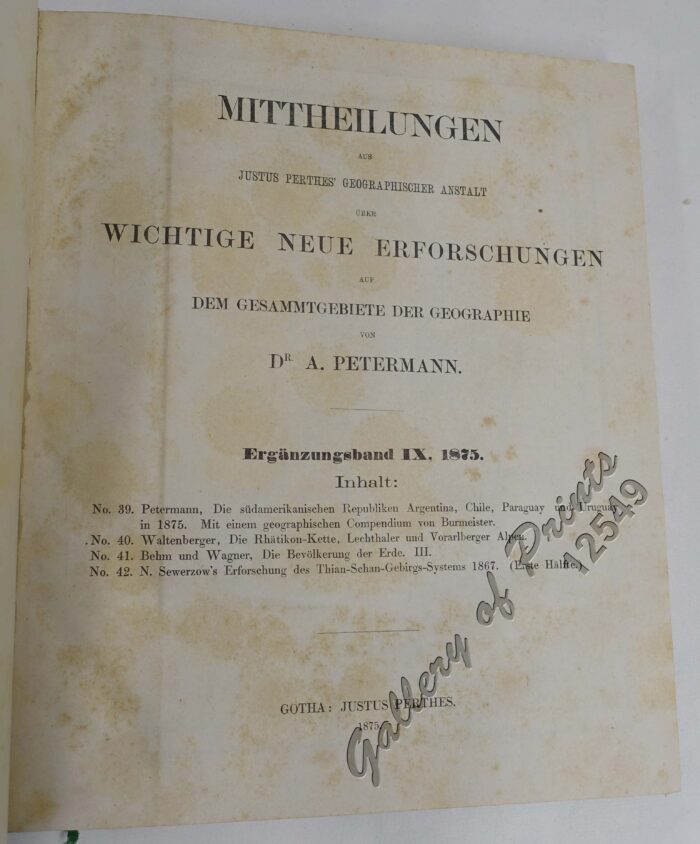 MITTHEILUNGEN
AUS
JUSTUS PERTHES' GEOGRAPHISCHER ANSTALT
ÜBER
WICHTIGE NEUE ERFORSCHUNGEN
AUF
DEM GESAMMTGEBIETE DER GEOGRAPHIE
VON
DR. A. PETERMANN.
Ergänzungsband IX, 1875.
Inhalt:
No. 39. Petermann, Die südamerikanischen Republiken Argentina, Chile, Paraguay und Uruguay
in 1875. Mit einem geographischen Compendium von Burmeister.
No. 40. Waltenberger, Die Rhätikon-Kette, Lechthaler und Vorarlberger Alpen.
No. 41. Behm und Wagner, Die Bevölkerung der Erde. III.
No. 42. N. Sewerzow's Erforschung des Thian-Schan-Gebirgs-Systems 1867. (Erste Hälfte.)
GOTHA: JUSTUS PERTHES.
1875.
Gallery of Prints
12549